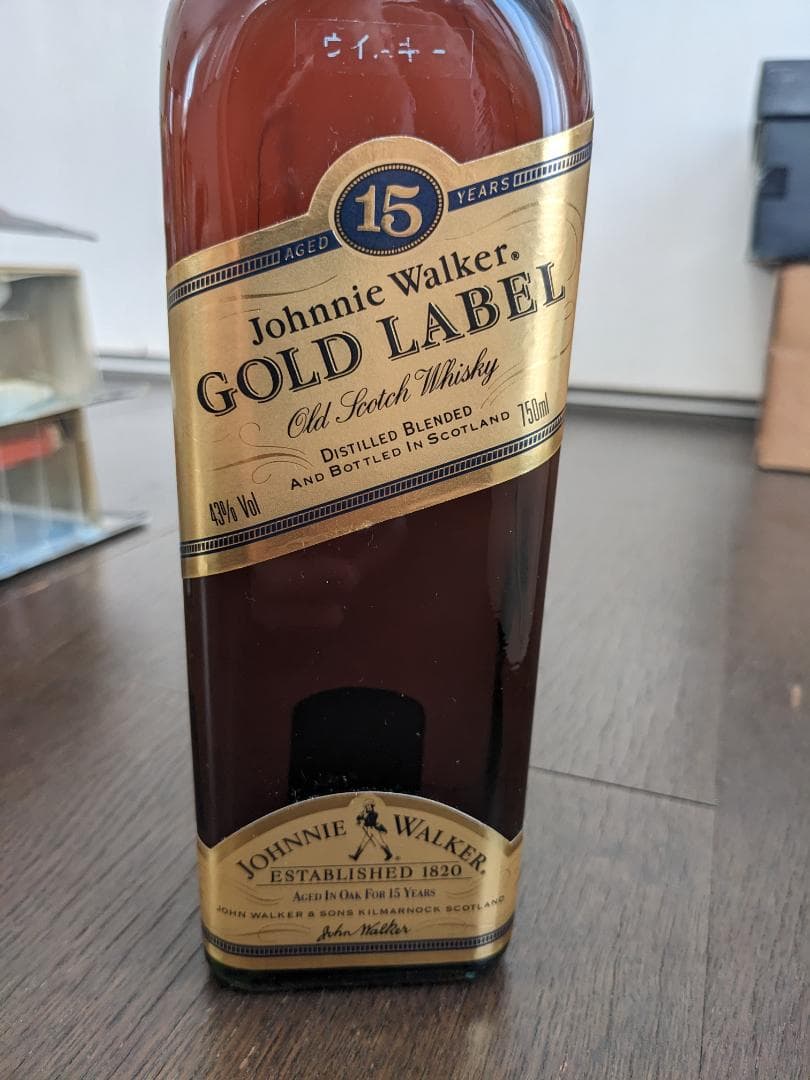 ウイ
キー
AGED 15 YEARS
Johnnie Walker®
GOLD LABEL
Old Scotch Whisky
DISTILLED BLENDED
AND BOTTLED IN SCOTLAND
750ml
43% Vol
JOHNNIE WALKER®
ESTABLISHED 1820
AGED IN OAK FOR 15 YEARS
JOHN WALKER & SONS KILMARNOCK SCOTLAND
John Walker